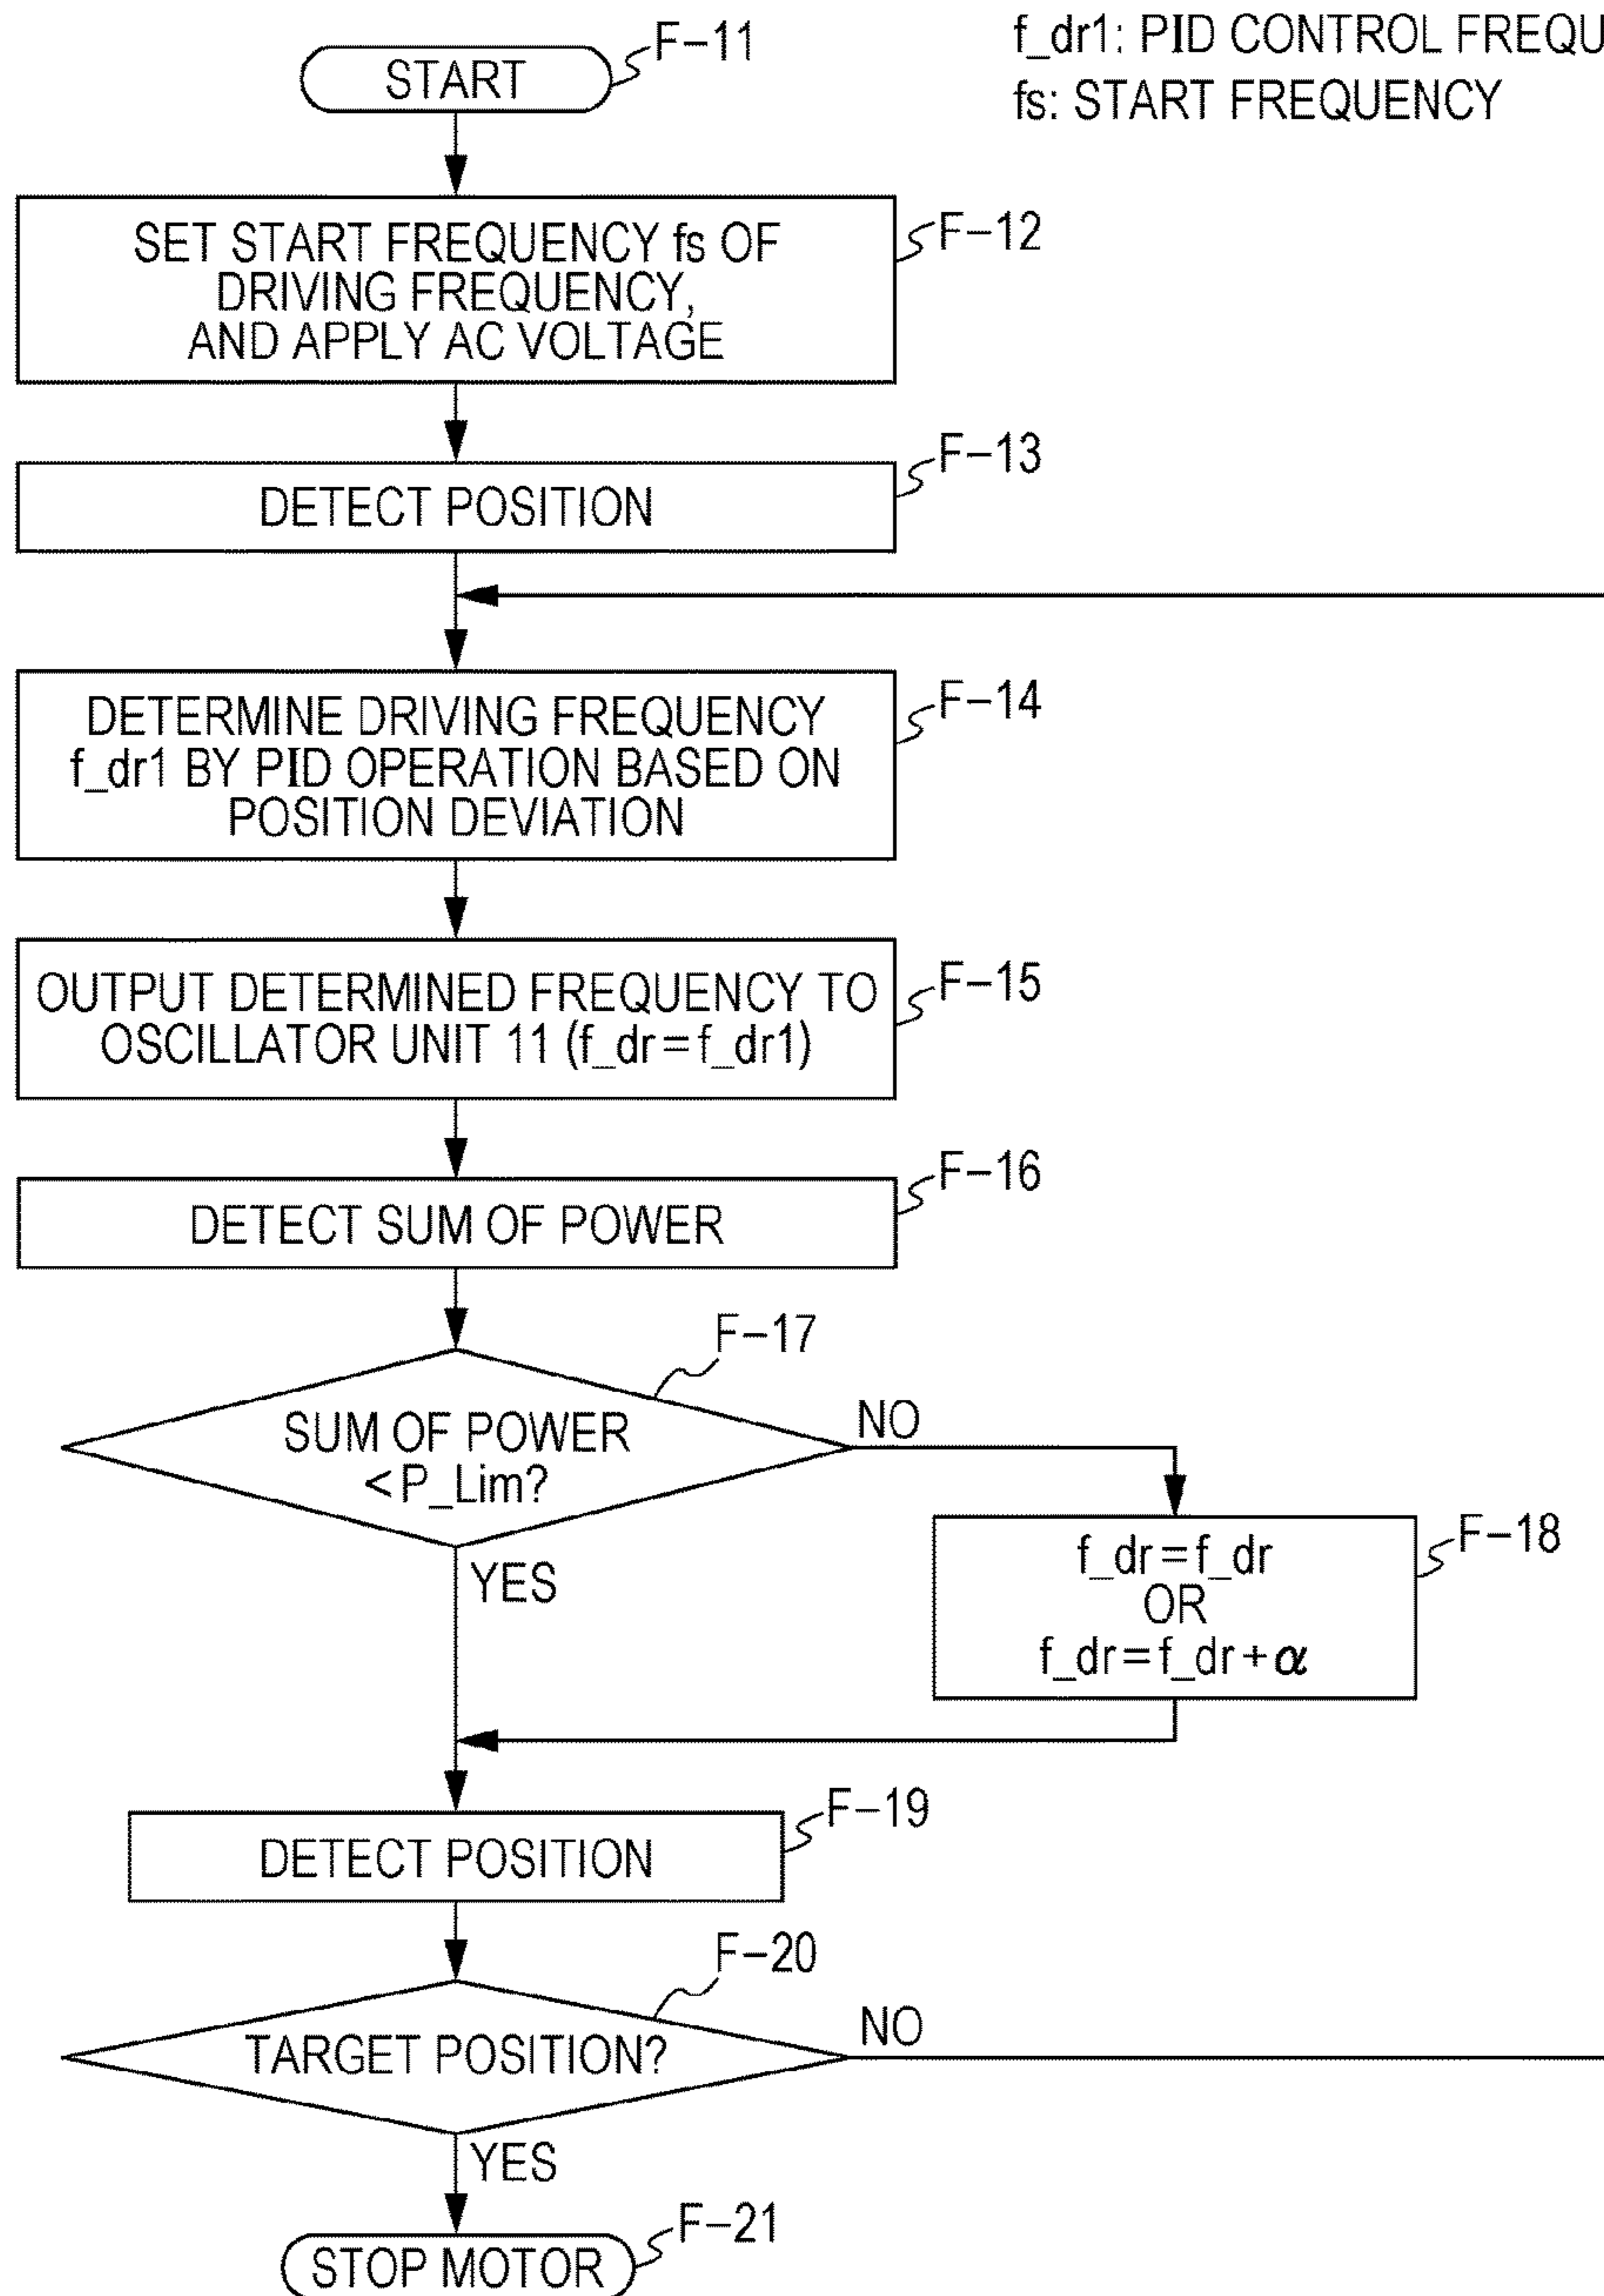 f_dr1: PID CONTROL FREQU
fs: START FREQUENCY
START
F-11
SET START FREQUENCY fs OF
DRIVING FREQUENCY,
AND APPLY AC VOLTAGE
F-12
DETECT POSITION
F-13
DETERMINE DRIVING FREQUENCY
f_dr1 BY PID OPERATION BASED ON
POSITION DEVIATION
F-14
OUTPUT DETERMINED FREQUENCY TO
OSCILLATOR UNIT 11 (f_dr=f_dr1)
F-15
DETECT SUM OF POWER
F-16
SUM OF POWER
<P_Lim?
F-17
NO
YES
f_dr=f_dr
OR
f_dr=f_dr+α
F-18
DETECT POSITION
F-19
TARGET POSITION?
F-20
NO
YES
STOP MOTOR
F-21